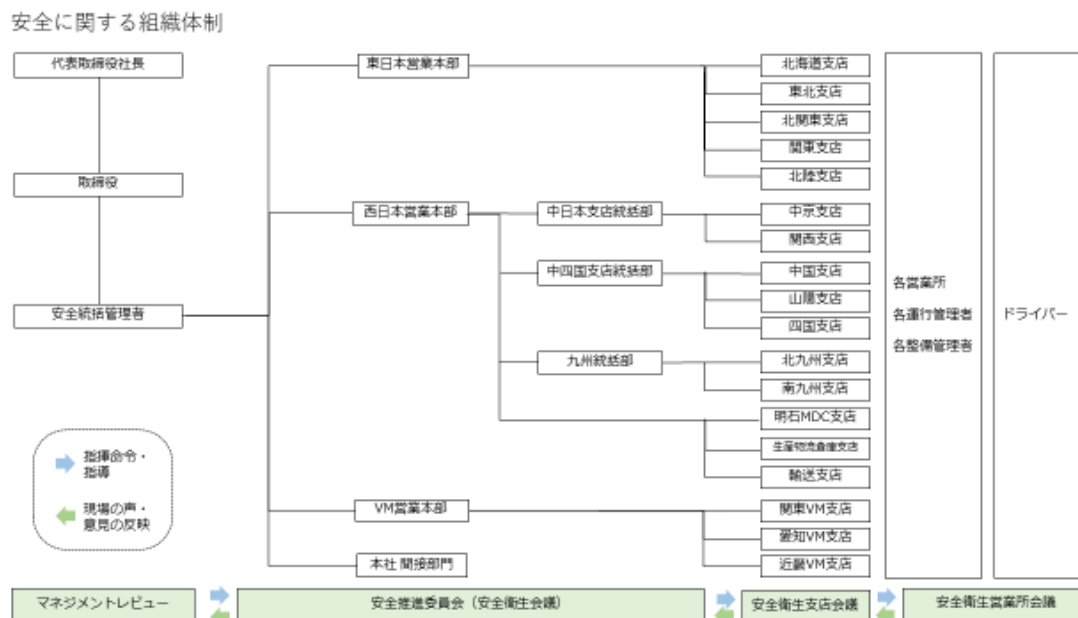 安全に関する組織体制
代表取締役社長
取締役
安全統括管理者
東日本営業本部
西日本営業本部
VM営業本部
本社 間接部門
中日本支店統括部
中四国支店統括部
九州統括部
北海道支店
東北支店
北関東支店
関東支店
北陸支店
中京支店
関西支店
中国支店
山陽支店
四国支店
北九州支店
南九州支店
明石MDC支店
生産物流倉庫支店
輸送支店
関東VM支店
愛知VM支店
近畿VM支店
各営業所
各運行管理者
各整備管理者
ドライバー
指揮命令・
指導
現場の声・
意見の反映
マネジメントレビュー
安全推進委員会（安全衛生会議）
安全衛生支店会議
安全衛生営業所会議